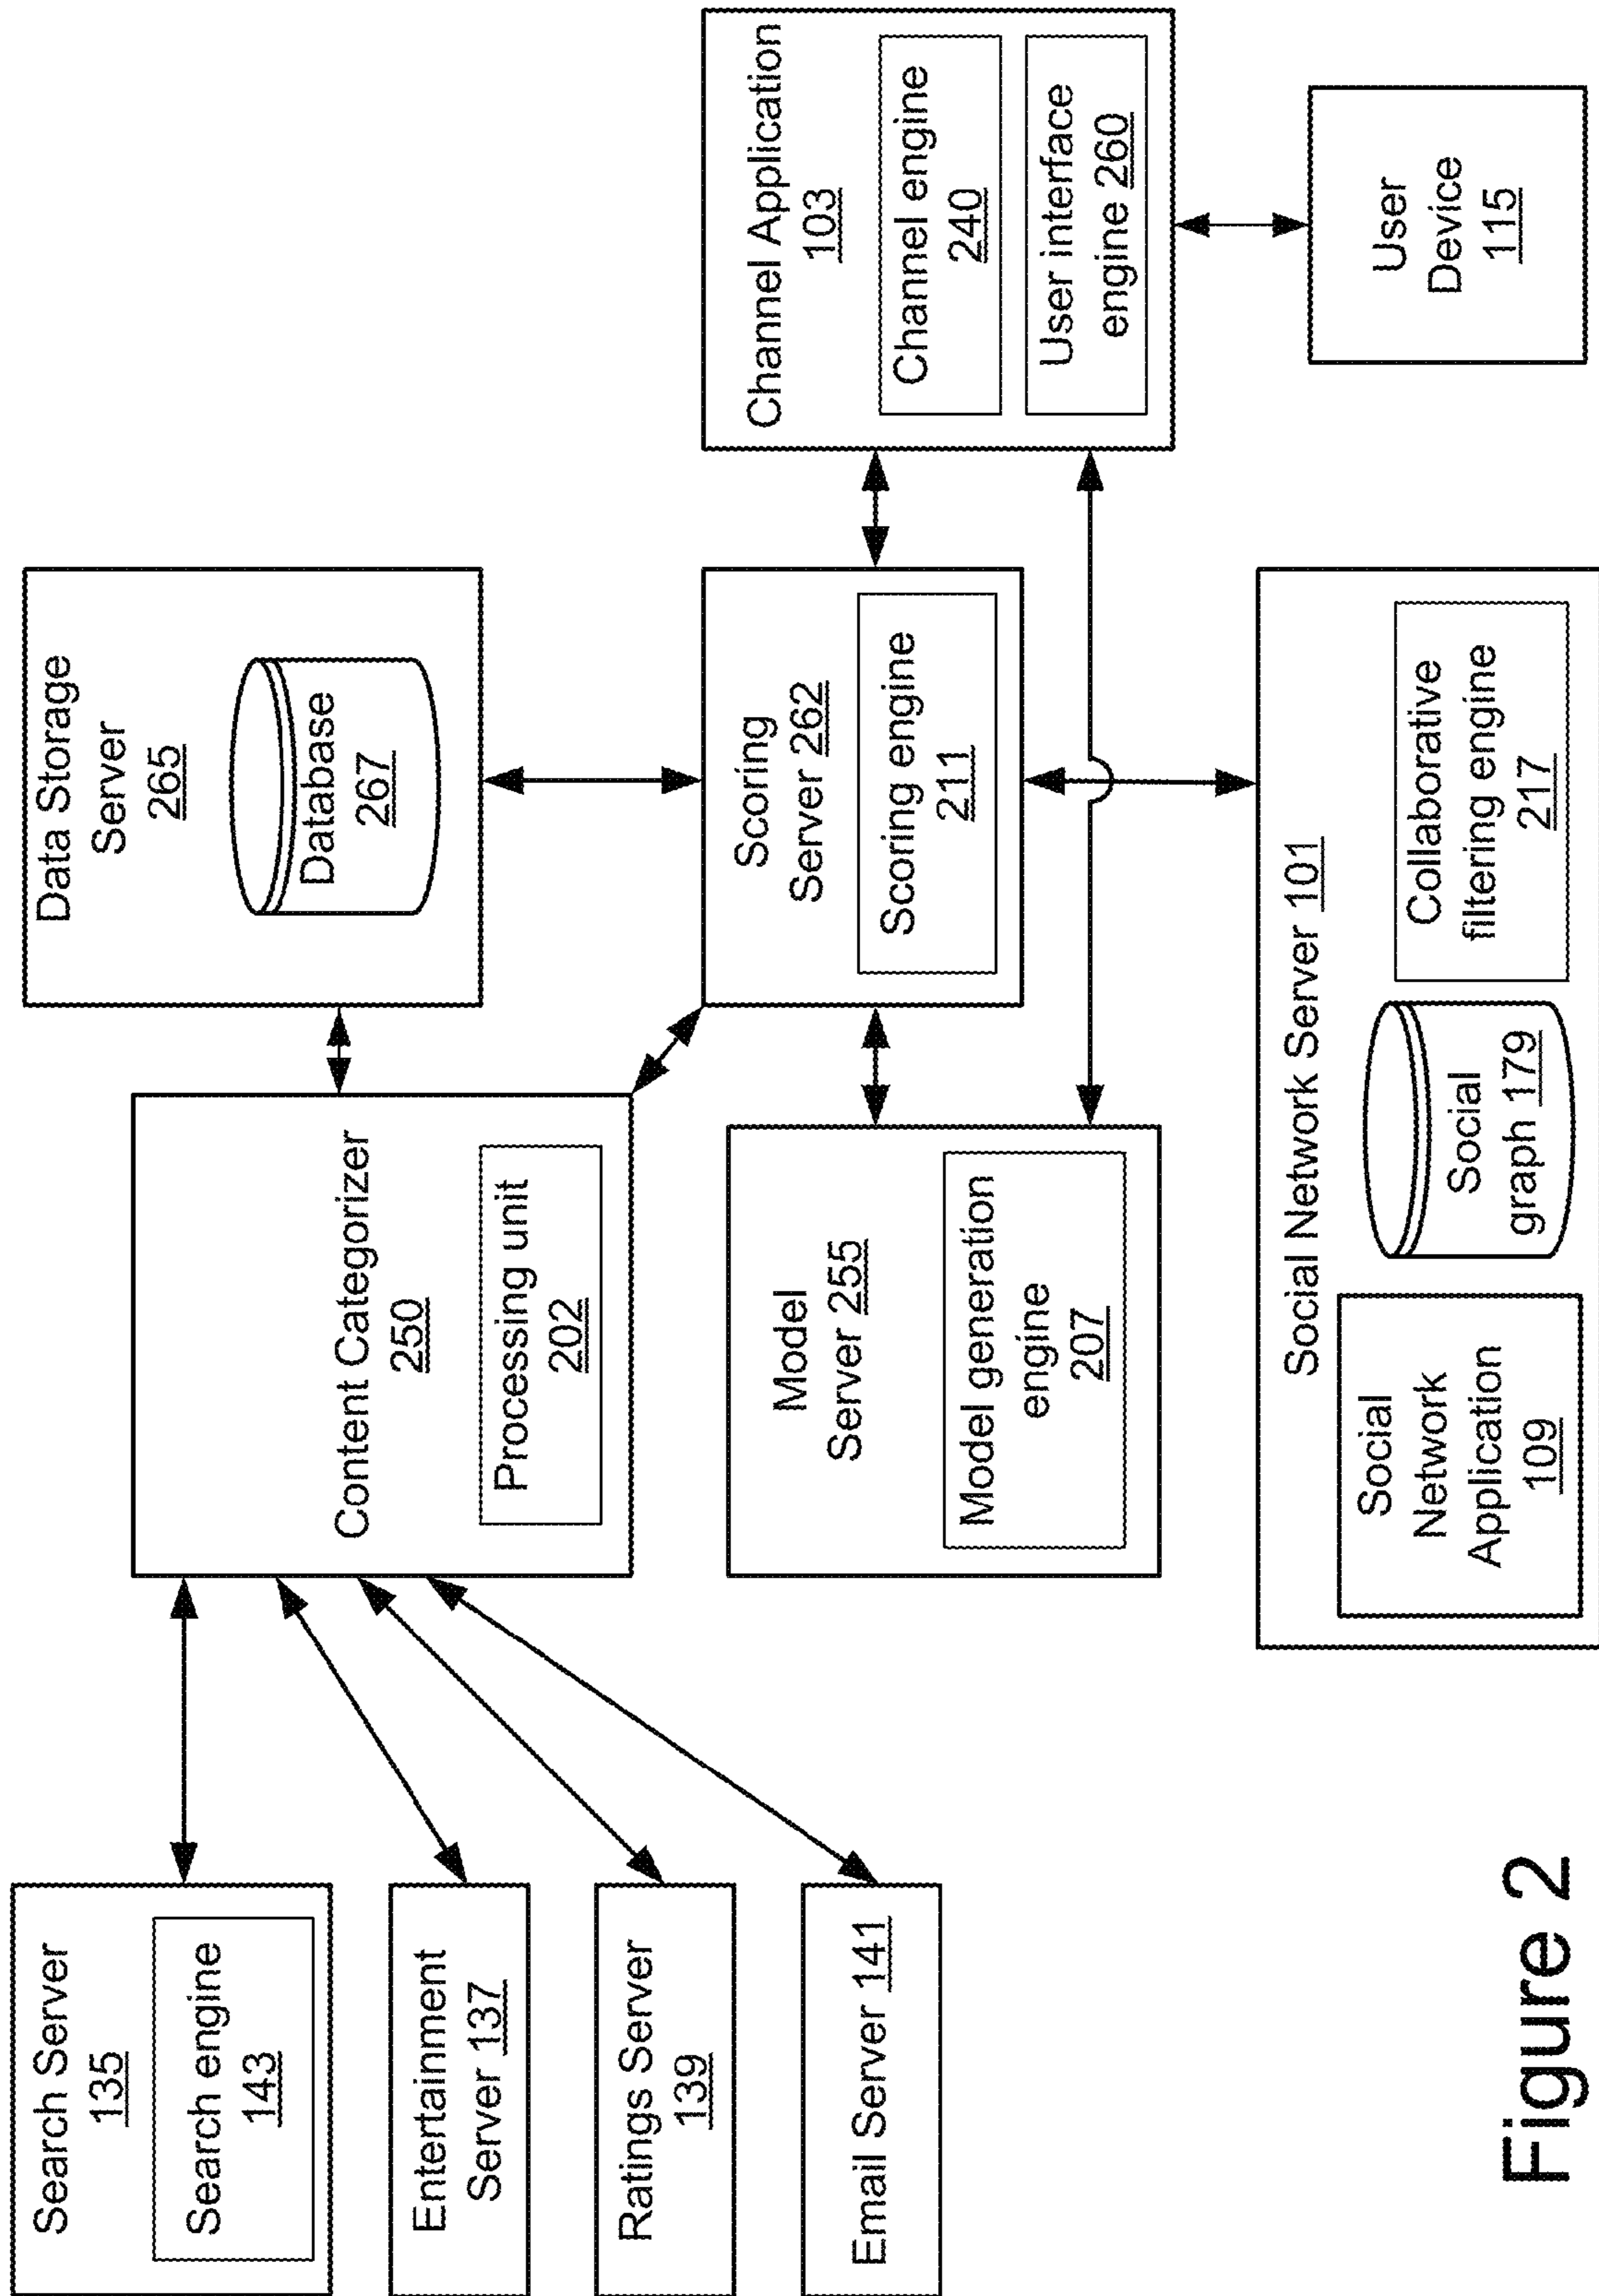 Search Server
135
Search engine
143
Entertainment
Server 137
Ratings Server
139
Email Server 141
Content Categorizer
250
Processing unit
202
Data Storage
Server
265
Database
267
Model
Server 255
Model generation
engine
207
Scoring
Server 262
Scoring engine
211
Channel Application
103
Channel engine
240
User interface
engine 260
User
Device
115
Social Network Server 101
Social
Network
Application
109
Social
graph 179
Collaborative
filtering engine
217
Figure 2